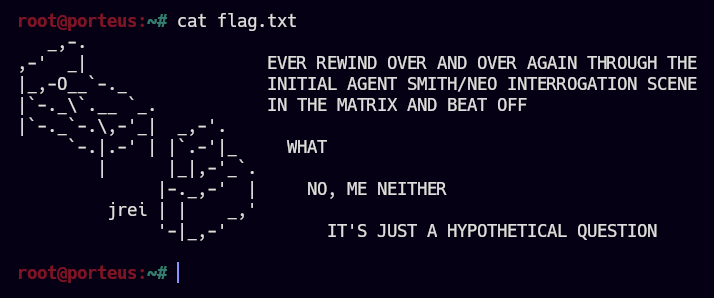 root@porteus:~# cat flag.txt
EVER REWIND OVER AND OVER AGAIN THROUGH THE
INITIAL AGENT SMITH/NEO INTERROGATION SCENE
IN THE MATRIX AND BEAT OFF
WHAT
NO, ME NEITHER
jrei
IT'S JUST A HYPOTHETICAL QUESTION
root@porteus:~#